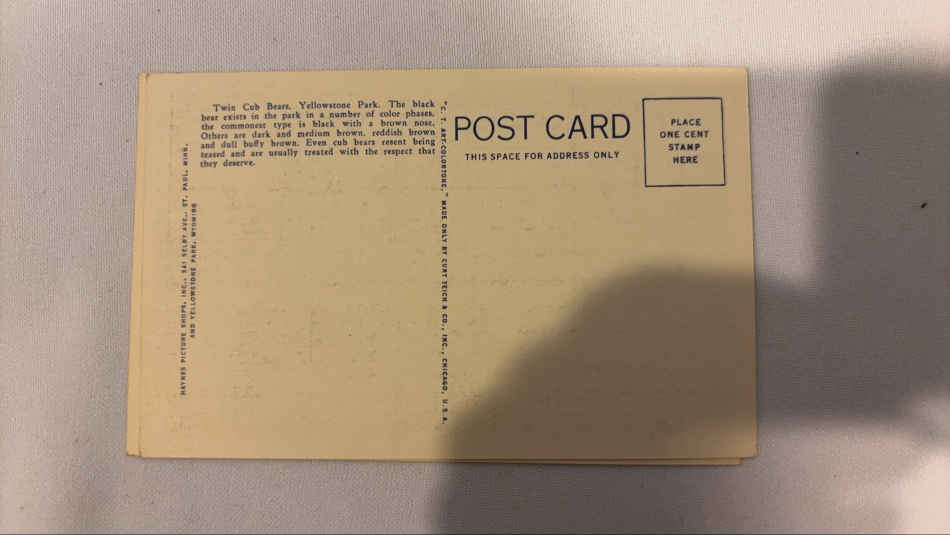 Twin Cub Bears, Yellowstone Park. The black
bear exists in the park in a number of color phases,
the commonest type is black with a brown nose.
Others are dark and medium brown, reddish brown
and dull buffy brown. Even cub bears resent being
teased and are usually treated with the respect that
they deserve.
HAYNES PICTURE SHOPS, INC., 341 SELBY AVE., ST. PAUL, MINN.
AND YELLOWSTONE PARK, WYOMING
"C. T. ART-COLORTONE," MADE ONLY BY CURT TEICH & CO., INC., CHICAGO, U.S.A.
POST CARD
THIS SPACE FOR ADDRESS ONLY
PLACE
ONE CENT
STAMP
HERE